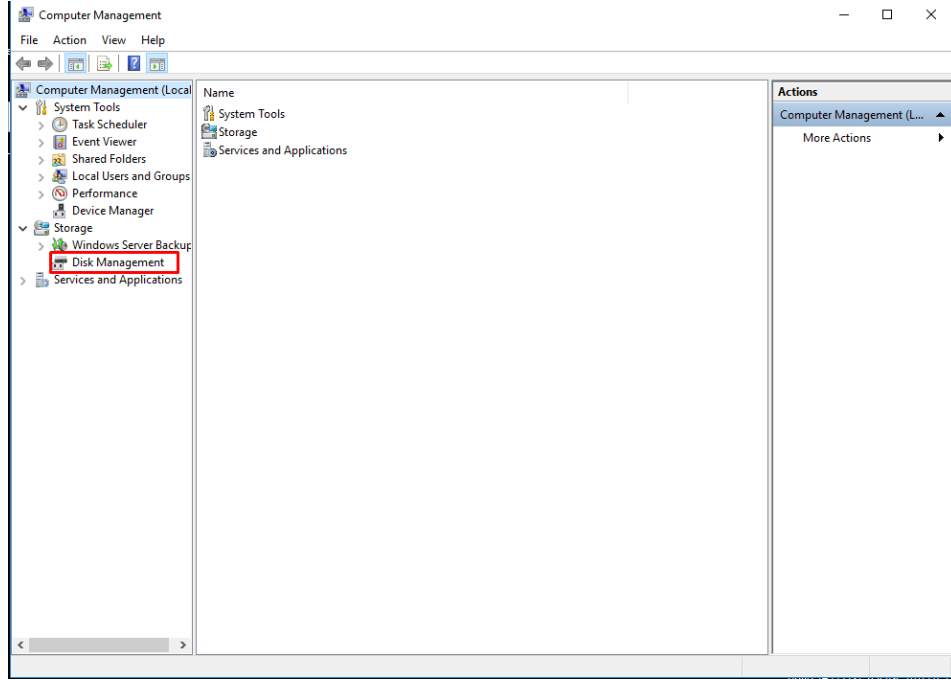 Computer Management
File Action View Help
Computer Management (Local
System Tools
Task Scheduler
Event Viewer
Shared Folders
Local Users and Groups
Performance
Device Manager
Storage
Windows Server Backup
Disk Management
Services and Applications
Name
System Tools
Storage
Services and Applications
Actions
Computer Management (L...
More Actions